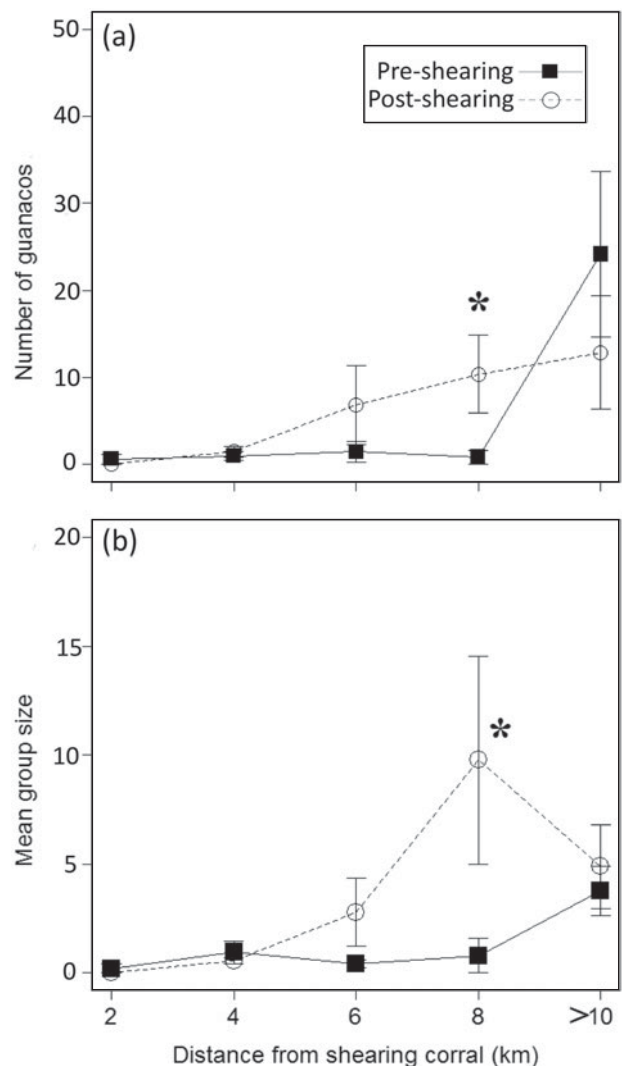 (a)
50
40
30
20
10
0
Number of guanacos
Pre-shearing
Post-shearing
*
(b)
20
15
10
5
0
Mean group size
*
2 4 6 8 >10
Distance from shearing corral (km)